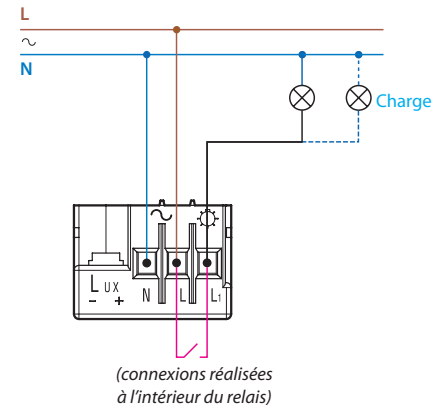 L
N
Charge
L UX
- +
N
L
L1
(connexions réalisées
à l'intérieur du relais)